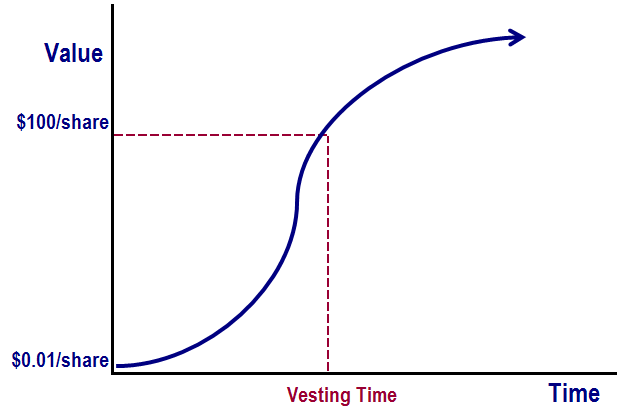 Value
$100/share
$0.01/share
Vesting Time
Time